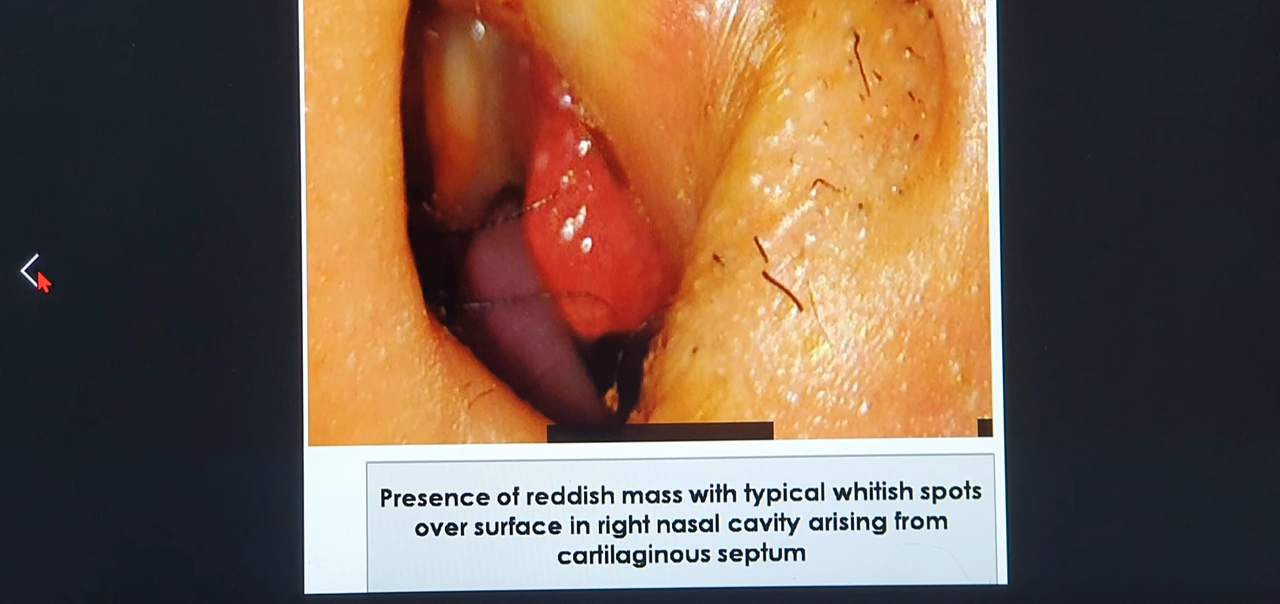 Presence of reddish mass with typical whitish spots
over surface in right nasal cavity arising from
cartilaginous septum